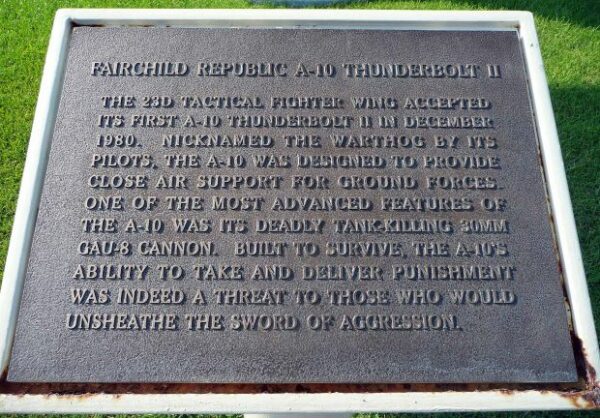 FAIRCHILD REPUBLIC A-10 THUNDERBOLT II
THE 23D TACTICAL FIGHTER WING ACCEPTED
ITS FIRST A-10 THUNDERBOLT II IN DECEMBER
1980. NICKNAMED THE WARTHOG BY ITS
PILOTS, THE A-10 WAS DESIGNED TO PROVIDE
CLOSE AIR SUPPORT FOR GROUND FORCES.
ONE OF THE MOST ADVANCED FEATURES OF
THE A-10 WAS ITS DEADLY TANK-KILLING 30MM
GAU-8 CANNON. BUILT TO SURVIVE, THE A-10'S
ABILITY TO TAKE AND DELIVER PUNISHMENT
WAS INDEED A THREAT TO THOSE WHO WOULD
UNSHEATHE THE SWORD OF AGGRESSION.